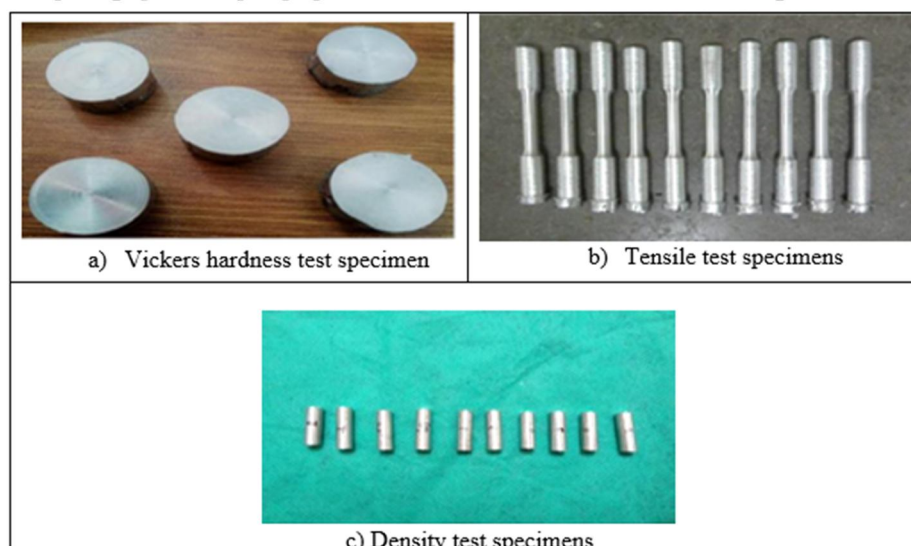 a) Vickers hardness test specimen
b) Tensile test specimens
c) Density test specimens